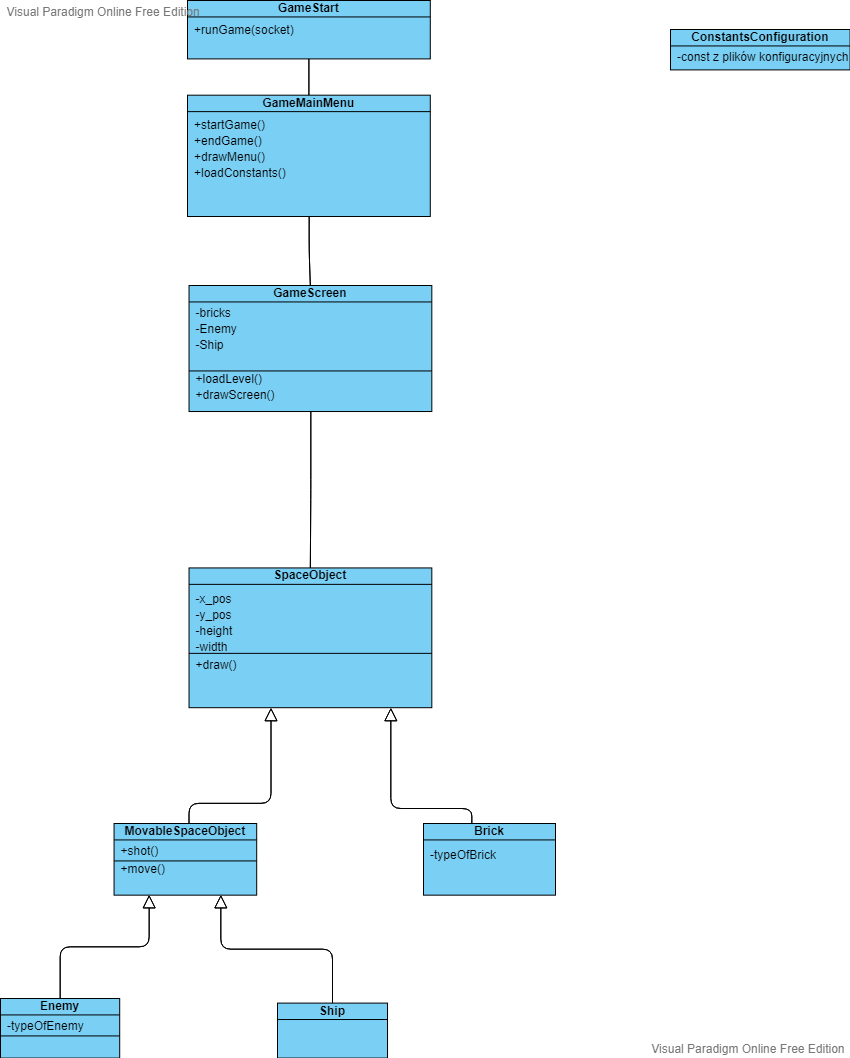 Visual Paradigm Online Free Edition
GameStart
+runGame(socket)
ConstantsConfiguration
-const z plików konfiguracyjnych
GameMainMenu
+startGame()
+endGame()
+drawMenu()
+loadConstants()
GameScreen
-bricks
-Enemy
-Ship
+loadLevel()
+drawScreen()
SpaceObject
-x_pos
-y_pos
-height
-width
+draw()
MovableSpaceObject
+shot()
+move()
Brick
-typeOfBrick
Enemy
-typeOfEnemy
Ship
Visual Paradigm Online Free Edition